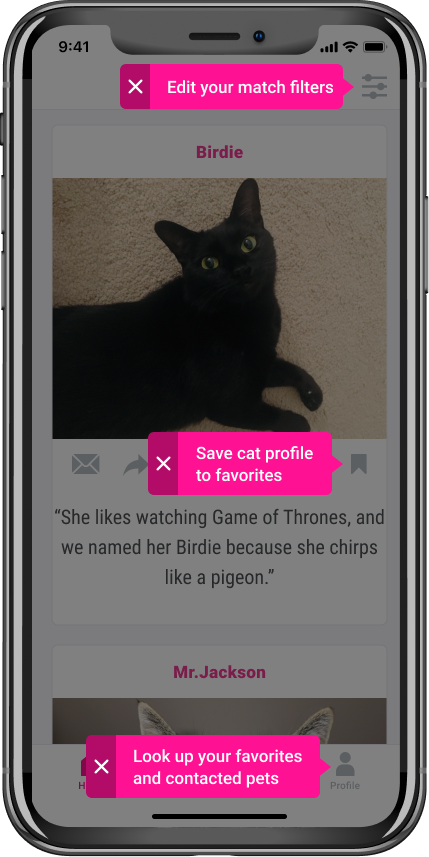 9:41
Edit your match filters
Birdie
Save cat profile
to favorites
“She likes watching Game of Thrones, and
we named her Birdie because she chirps
like a pigeon.”
Mr.Jackson
Look up your favorites
and contacted pets
Profile